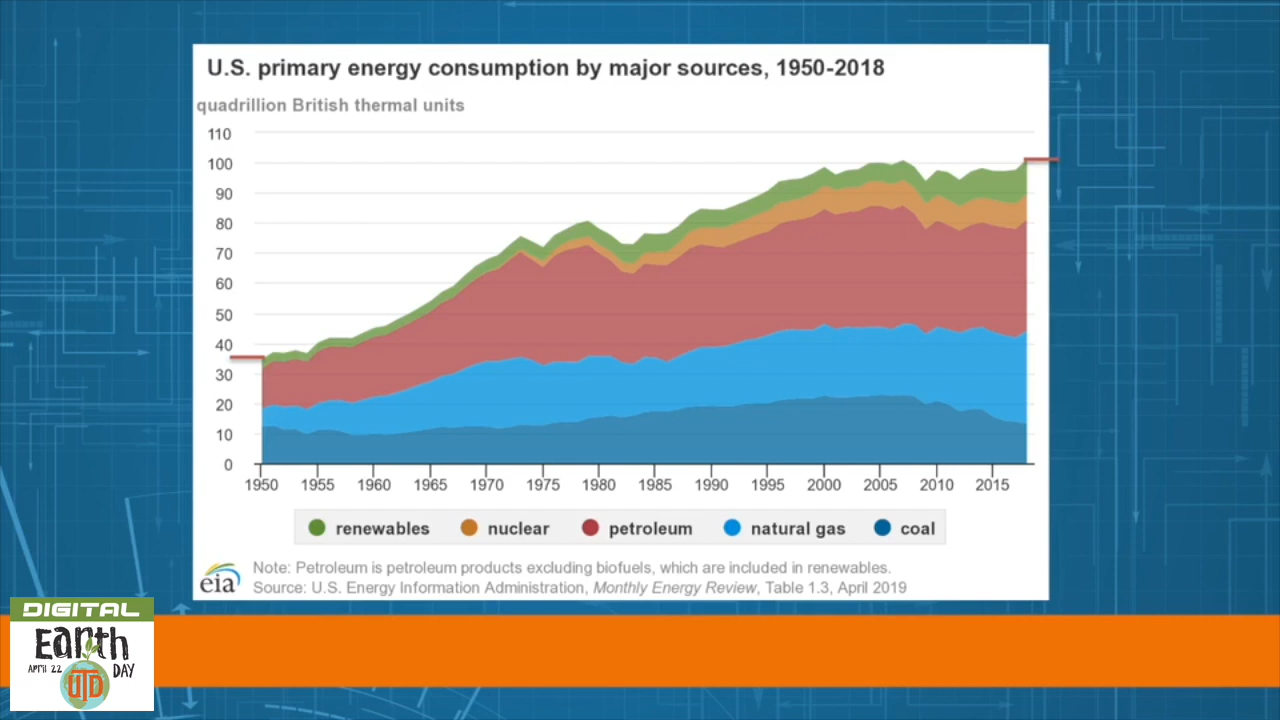 U.S. primary energy consumption by major sources, 1950-2018
quadrillion British thermal units
110
100
90
80
70
60
50
40
30
20
10
0
1950 1955 1960 1965 1970 1975 1980 1985 1990 1995 2000 2005 2010 2015
renewables nuclear petroleum natural gas coal
eia
Note: Petroleum is petroleum products excluding biofuels, which are included in renewables.
Source: U.S. Energy Information Administration, Monthly Energy Review, Table 1.3, April 2019
DIGITAL
Earth
APRIL 22 DAY
UTD